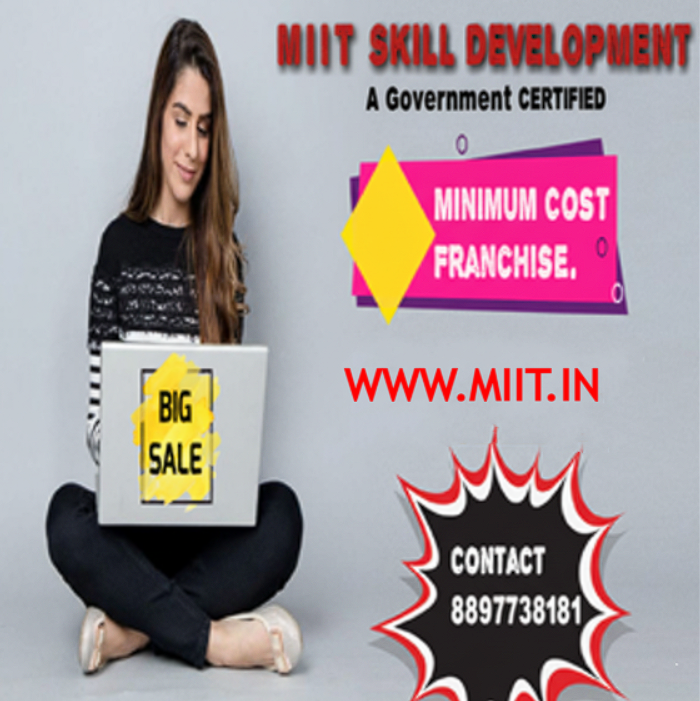 MIIT SKILL DEVELOPMENT
A Government CERTIFIED
MINIMUM COST
FRANCHISE.
WWW.MIIT.IN
BIG
SALE
CONTACT
8897738181